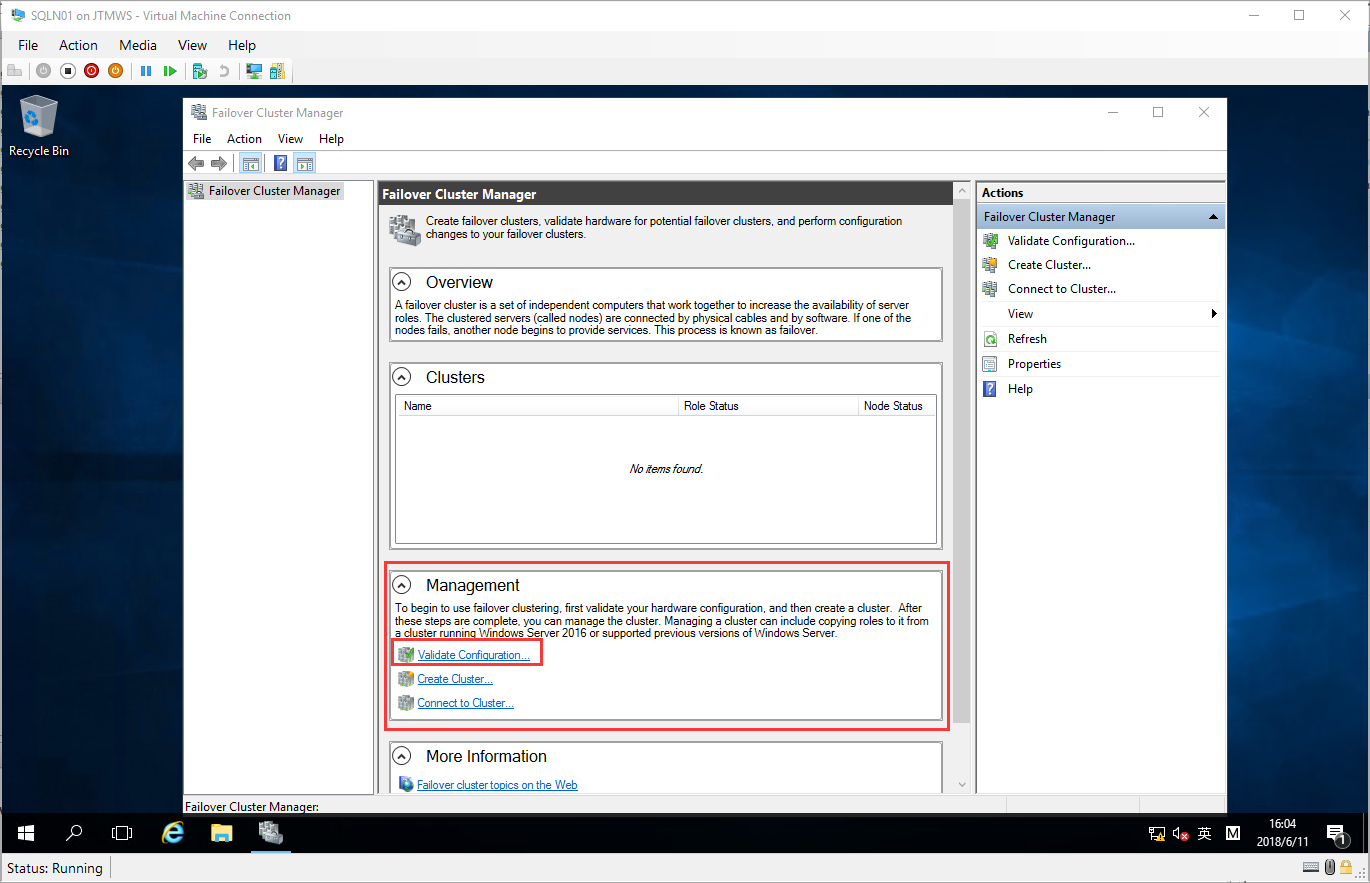 SQLN01 on JTMWS - Virtual Machine Connection
File Action Media View Help
Recycle Bin
Failover Cluster Manager
File Action View Help
Failover Cluster Manager
Failover Cluster Manager
Create failover clusters, validate hardware for potential failover clusters, and perform configuration
changes to your failover clusters.
Overview
A failover cluster is a set of independent computers that work together to increase the availability of server
roles. The clustered servers (called nodes) are connected by physical cables and by software. If one of the
nodes fails, another node begins to provide services. This process is known as failover.
Clusters
Name Role Status Node Status
No items found.
Management
To begin to use failover clustering, first validate your hardware configuration, and then create a cluster. After
these steps are complete, you can manage the cluster. Managing a cluster can include copying roles to it from
a cluster running Windows Server 2016 or supported previous versions of Windows Server.
Validate Configuration...
Create Cluster...
Connect to Cluster...
More Information
Failover cluster topics on the Web
Actions
Failover Cluster Manager
Validate Configuration...
Create Cluster...
Connect to Cluster...
View
Refresh
Properties
Help
Failover Cluster Manager:
英 M
16:04
2018/6/11
1
Status: Running